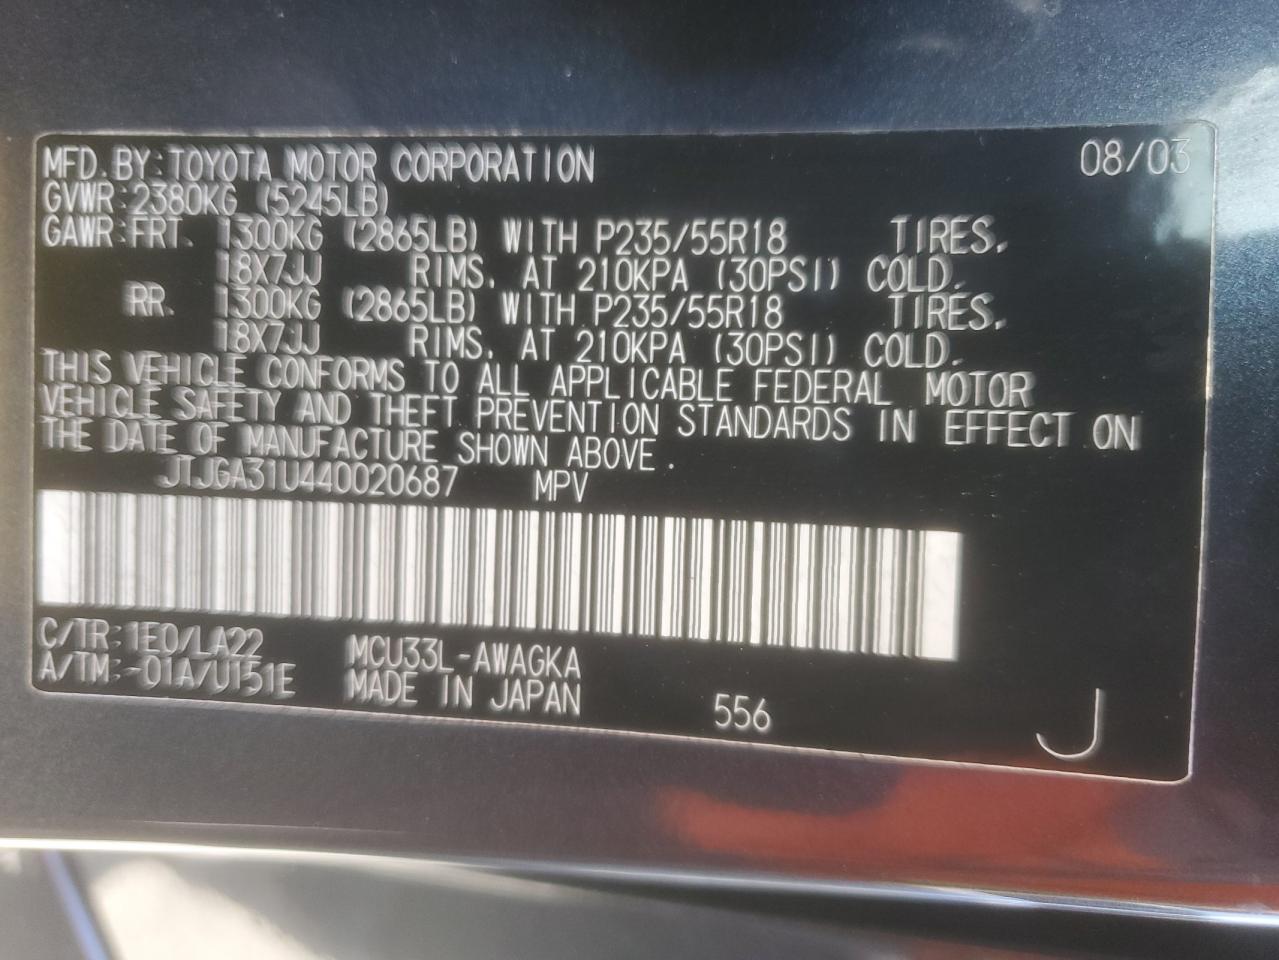 MFD. BY: TOYOTA MOTOR CORPORATION 08/03
GVWR: 2380KG (5245LB)
GAWR: FRT. 1300KG (2865LB) WITH P235/55R18 TIRES.
18X7JJ RIMS. AT 210KPA (30PSI) COLD.
RR. 1300KG (2865LB) WITH P235/55R18 TIRES.
18X7JJ RIMS. AT 210KPA (30PSI) COLD.
THIS VEHICLE CONFORMS TO ALL APPLICABLE FEDERAL MOTOR
VEHICLE SAFETY AND THEFT PREVENTION STANDARDS IN EFFECT ON
THE DATE OF MANUFACTURE SHOWN ABOVE.
JTJGA31U440020687 MPV
C/TR: 1E0/LA22 MCU33L-AWAGKA
A/TM: -01A/U151E MADE IN JAPAN 556 J